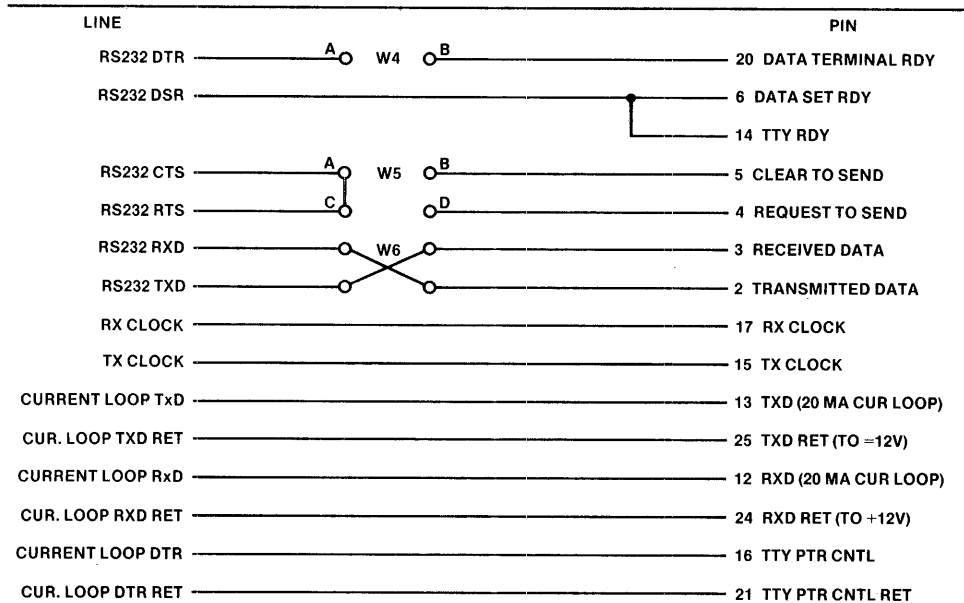 LINE PIN
RS232 DTR A W4 B 20 DATA TERMINAL RDY
RS232 DSR 6 DATA SET RDY
14 TTY RDY
RS232 CTS A W5 B 5 CLEAR TO SEND
RS232 RTS C D 4 REQUEST TO SEND
RS232 RXD W6 3 RECEIVED DATA
RS232 TXD 2 TRANSMITTED DATA
RX CLOCK 17 RX CLOCK
TX CLOCK 15 TX CLOCK
CURRENT LOOP TxD 13 TXD (20 MA CUR LOOP)
CUR. LOOP TXD RET 25 TXD RET (TO =12V)
CURRENT LOOP RxD 12 RXD (20 MA CUR LOOP)
CUR. LOOP RXD RET 24 RXD RET (TO +12V)
CURRENT LOOP DTR 16 TTY PTR CNTL
CUR. LOOP DTR RET 21 TTY PTR CNTL RET